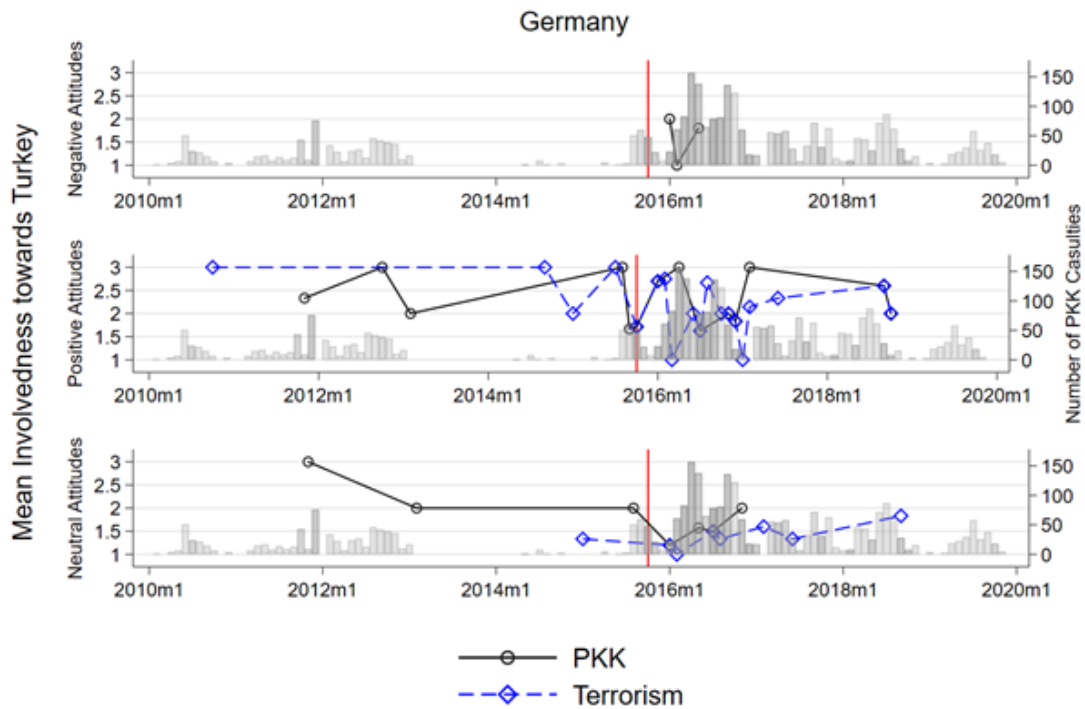 Germany
Mean Involvedness towards Turkey
Negative Attitudes
3
2.5
2
1.5
1
150
100
50
0
2010m1 2012m1 2014m1 2016m1 2018m1 2020m1
Positive Attitudes
3
2.5
2
1.5
1
150
100
50
0
Number of PKK Casulties
2010m1 2012m1 2014m1 2016m1 2018m1 2020m1
Neutral Attitudes
3
2.5
2
1.5
1
150
100
50
0
2010m1 2012m1 2014m1 2016m1 2018m1 2020m1
PKK
Terrorism